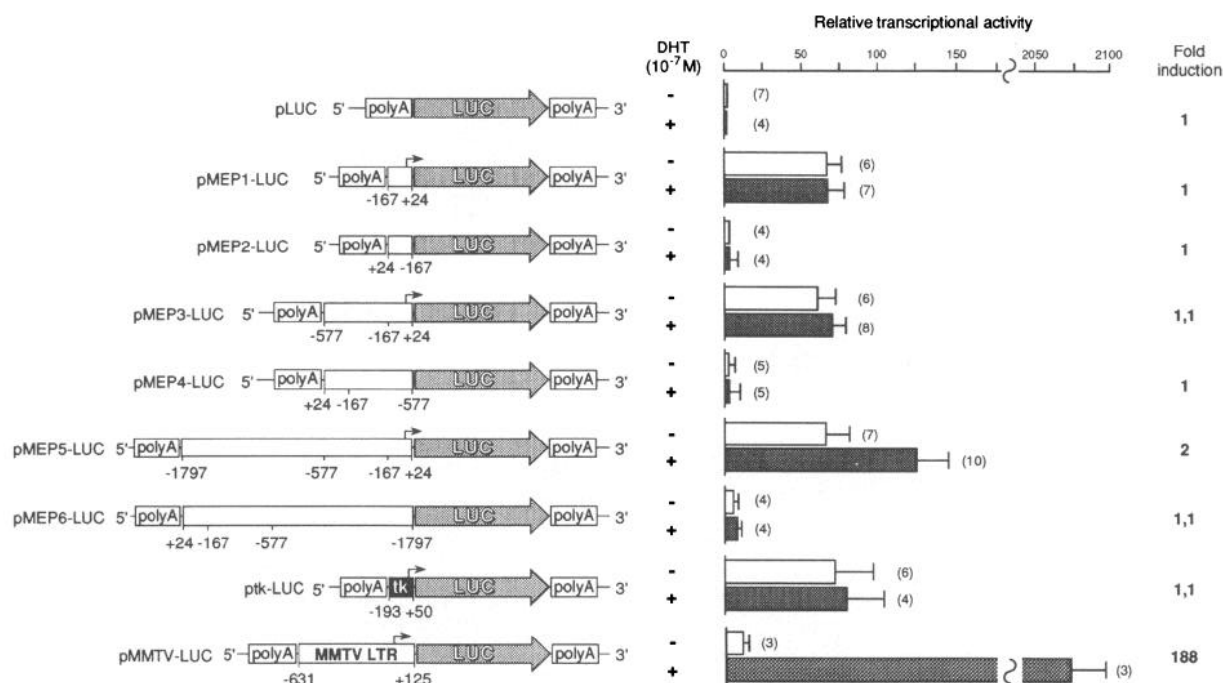 Relative transcriptional activity
DHT
(10⁻⁷M)
0 50 100 150 2050 2100
Fold
induction
pLUC 5' polyA LUC polyA 3' - (7)
+ (4) 1
pMEP1-LUC 5' polyA LUC polyA 3' - (6)
-167 +24 + (7) 1
pMEP2-LUC 5' polyA LUC polyA 3' - (4)
+24 -167 + (4) 1
pMEP3-LUC 5' polyA LUC polyA 3' - (6)
-577 -167 +24 + (8) 1,1
pMEP4-LUC 5' polyA LUC polyA 3' - (5)
+24 -167 -577 + (5) 1
pMEP5-LUC 5' polyA LUC polyA 3' - (7)
-1797 -577 -167 +24 + (10) 2
pMEP6-LUC 5' polyA LUC polyA 3' - (4)
+24 -167 -577 -1797 + (4) 1,1
ptk-LUC 5' polyA tk LUC polyA 3' - (6)
-193 +50 + (4) 1,1
pMMTV-LUC 5' polyA MMTV LTR LUC polyA 3' - (3)
-631 +125 + (3) 188